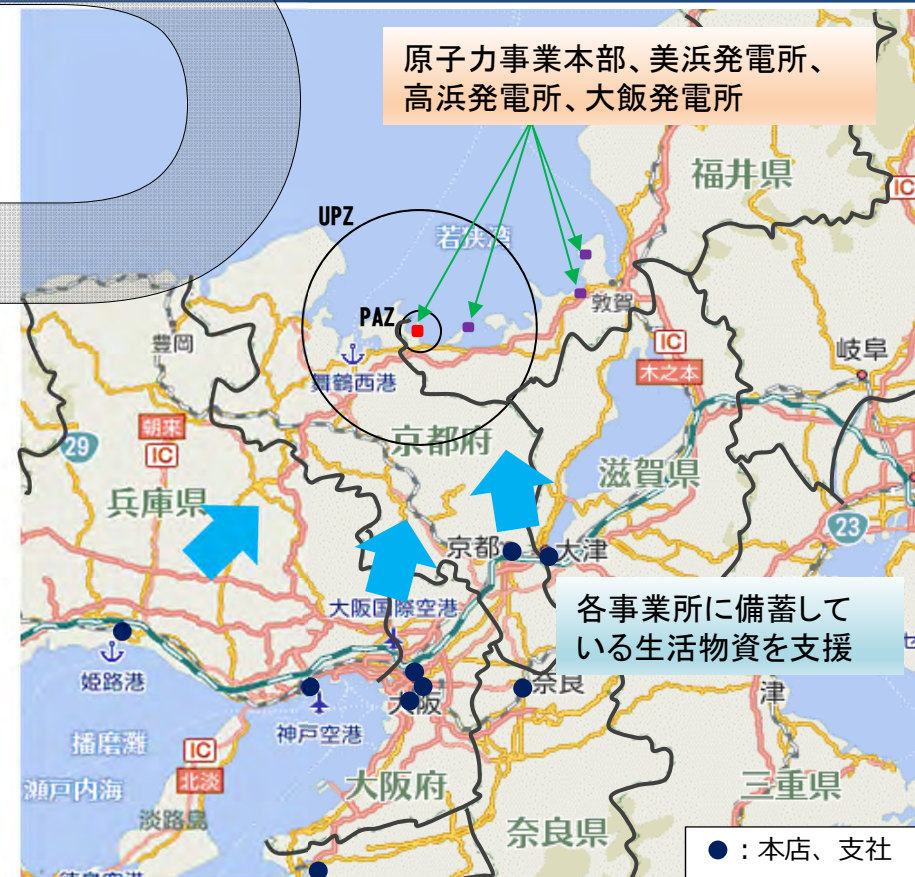 原子力事業本部、美浜発電所、
高浜発電所、大飯発電所
福井県
IC
UPZ
若狭湾
PAZ
敦賀
豊岡
舞鶴西港
IC
木之本
岐阜
朝来
IC
29
京都府
滋賀県
兵庫県
23
京都
大津
大阪国際空港
各事業所に備蓄して
いる生活物資を支援
姫路港
大阪
奈良
津
神戸空港
播磨灘
IC
北淡
瀬戸内海
大阪府
三重県
淡路島
奈良県
●：本店、支社